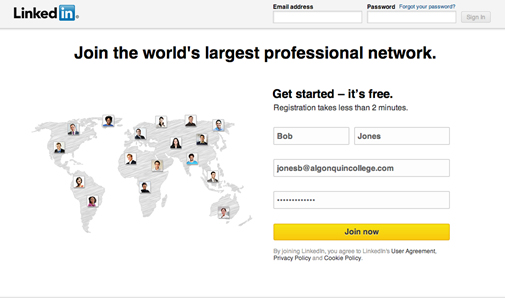 LinkedIn®
Email address Password Forgot your password?
Sign In
Join the world's largest professional network.
Get started – it's free.
Registration takes less than 2 minutes.
Bob Jones
jonesb@algonquincollege.com
•••••••••••••
Join now
By joining LinkedIn, you agree to LinkedIn's User Agreement,
Privacy Policy and Cookie Policy.